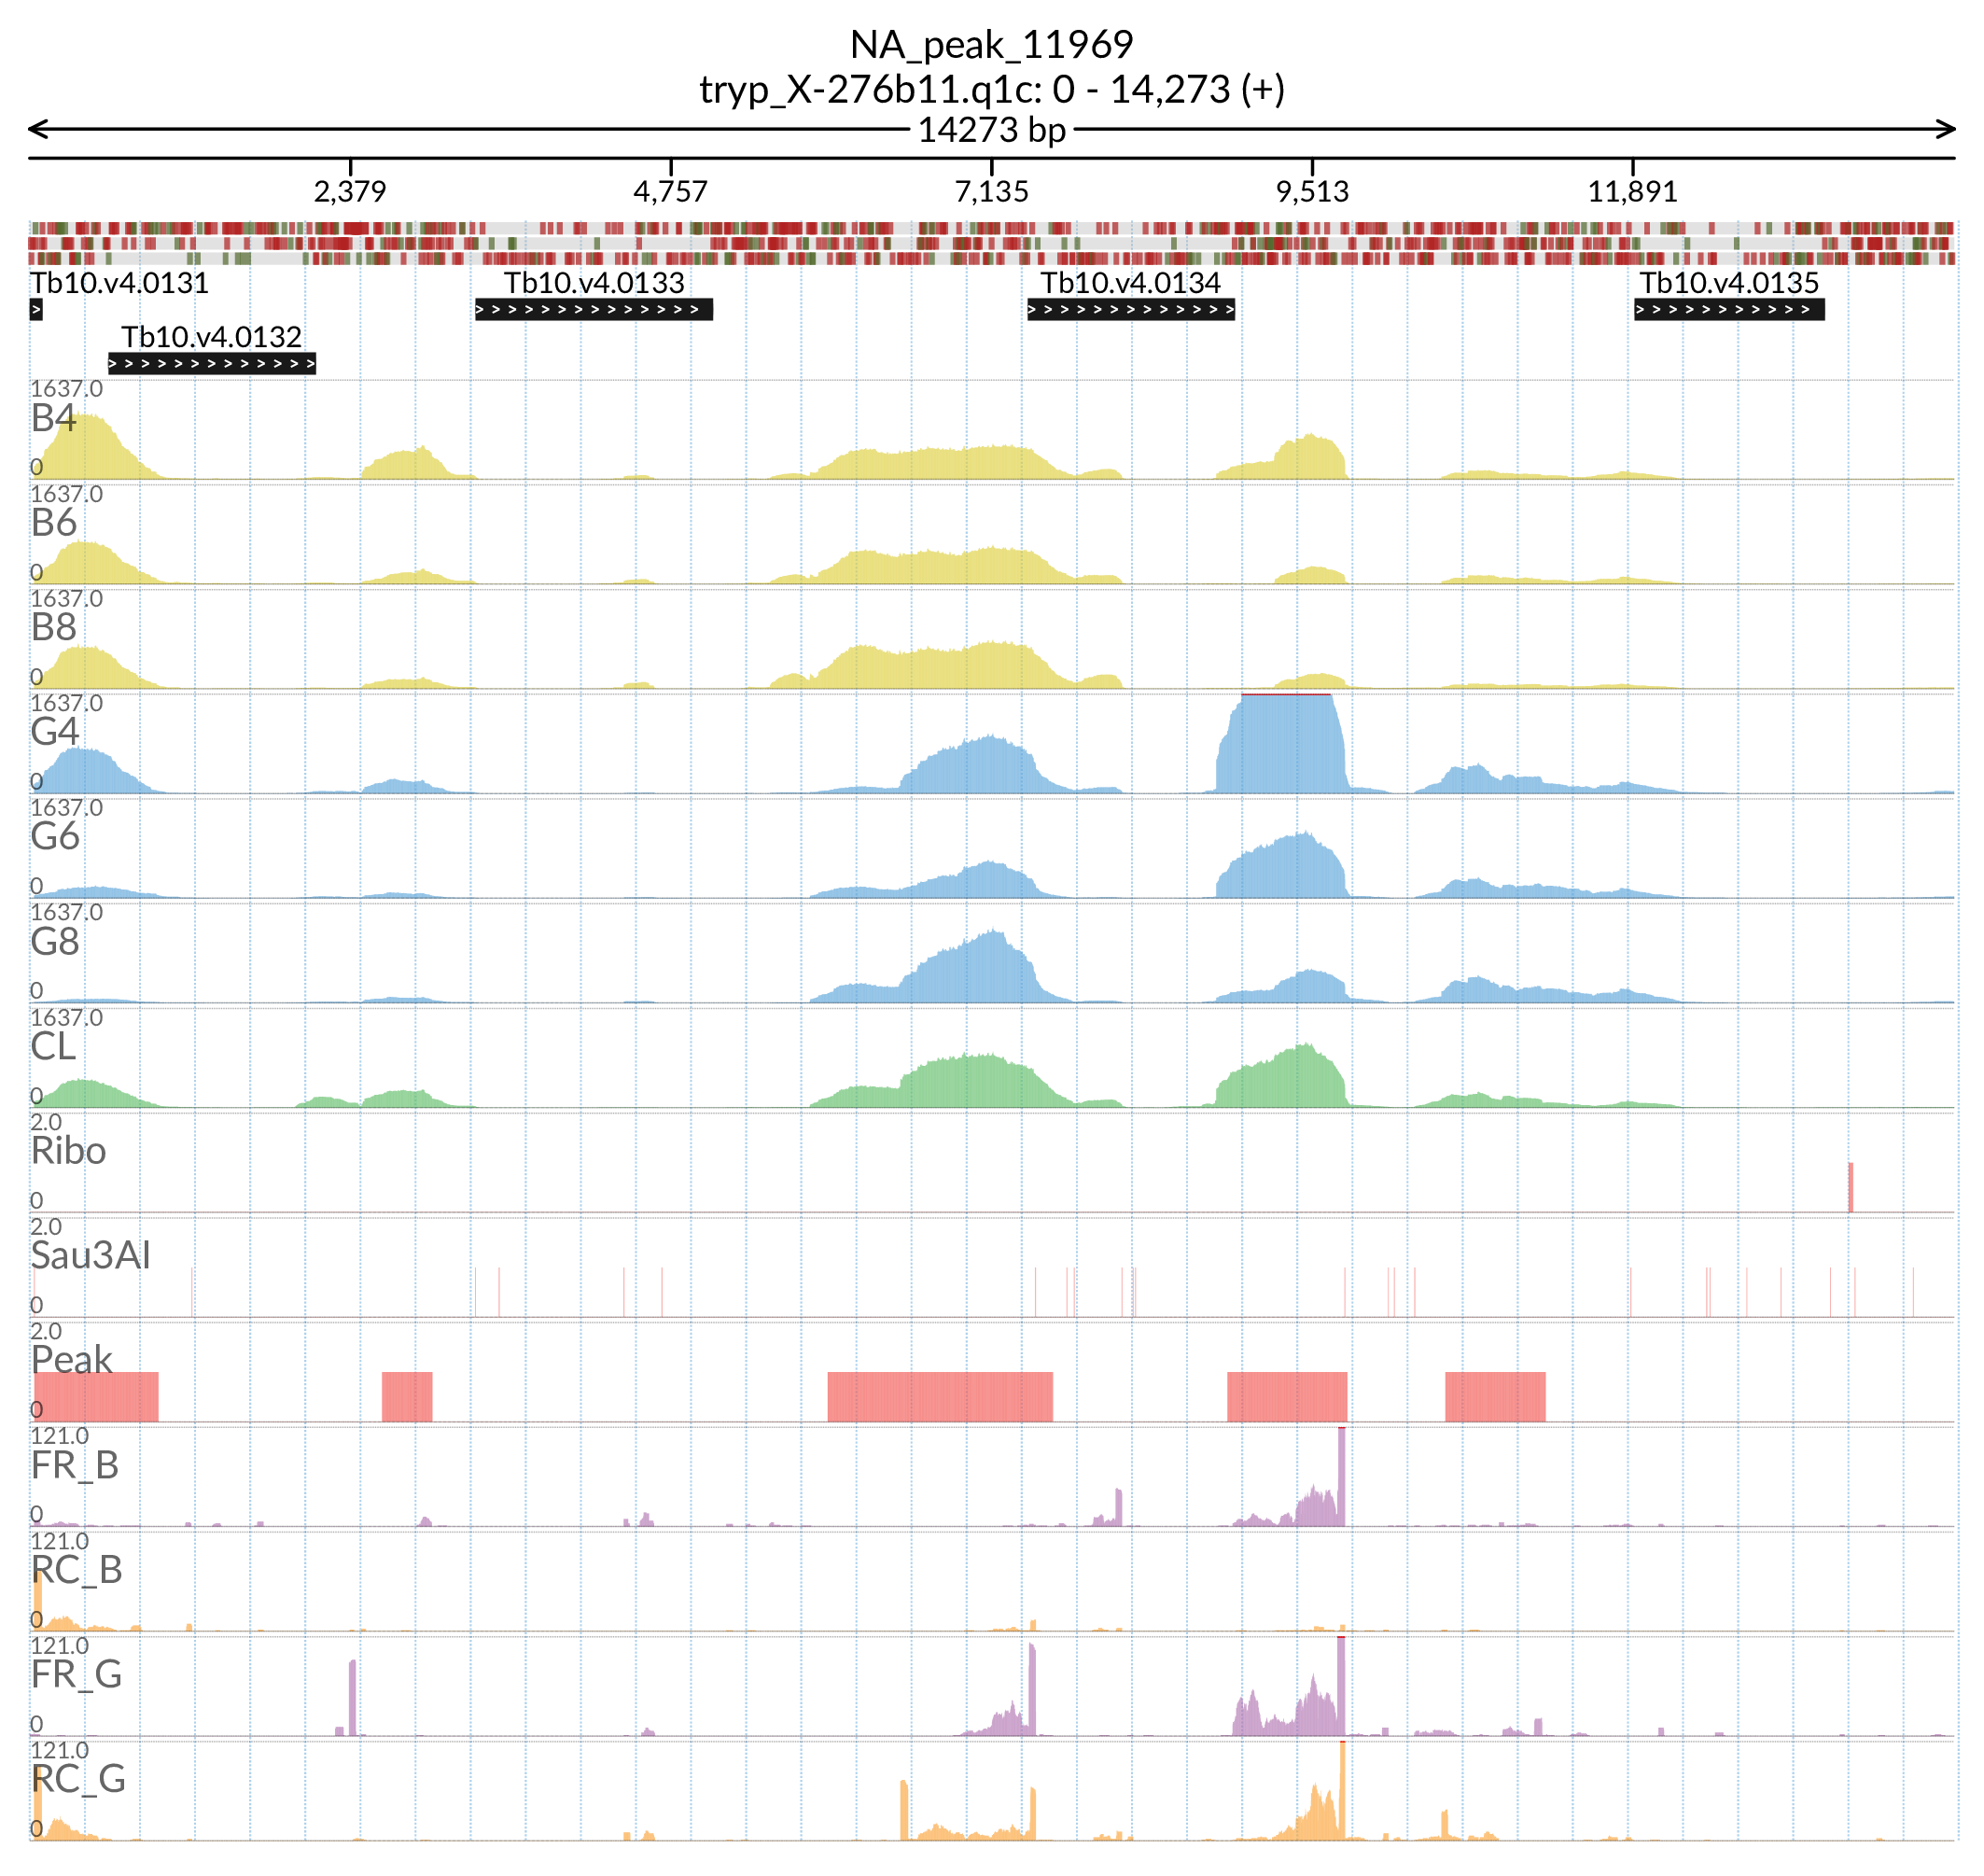 NA_peak_11969
tryp_X-276b11.q1c: 0 - 14,273 (+)
14273 bp
2,379 4,757 7,135 9,513 11,891
Tb10.v4.0131 Tb10.v4.0133 Tb10.v4.0134 Tb10.v4.0135
Tb10.v4.0132
1637.0
B4
0
1637.0
B6
0
1637.0
B8
0
1637.0
G4
0
1637.0
G6
0
1637.0
G8
0
1637.0
CL
0
2.0
Ribo
0
2.0
Sau3AI
0
2.0
Peak
0
121.0
FR_B
0
121.0
RC_B
0
121.0
FR_G
0
121.0
RC_G
0